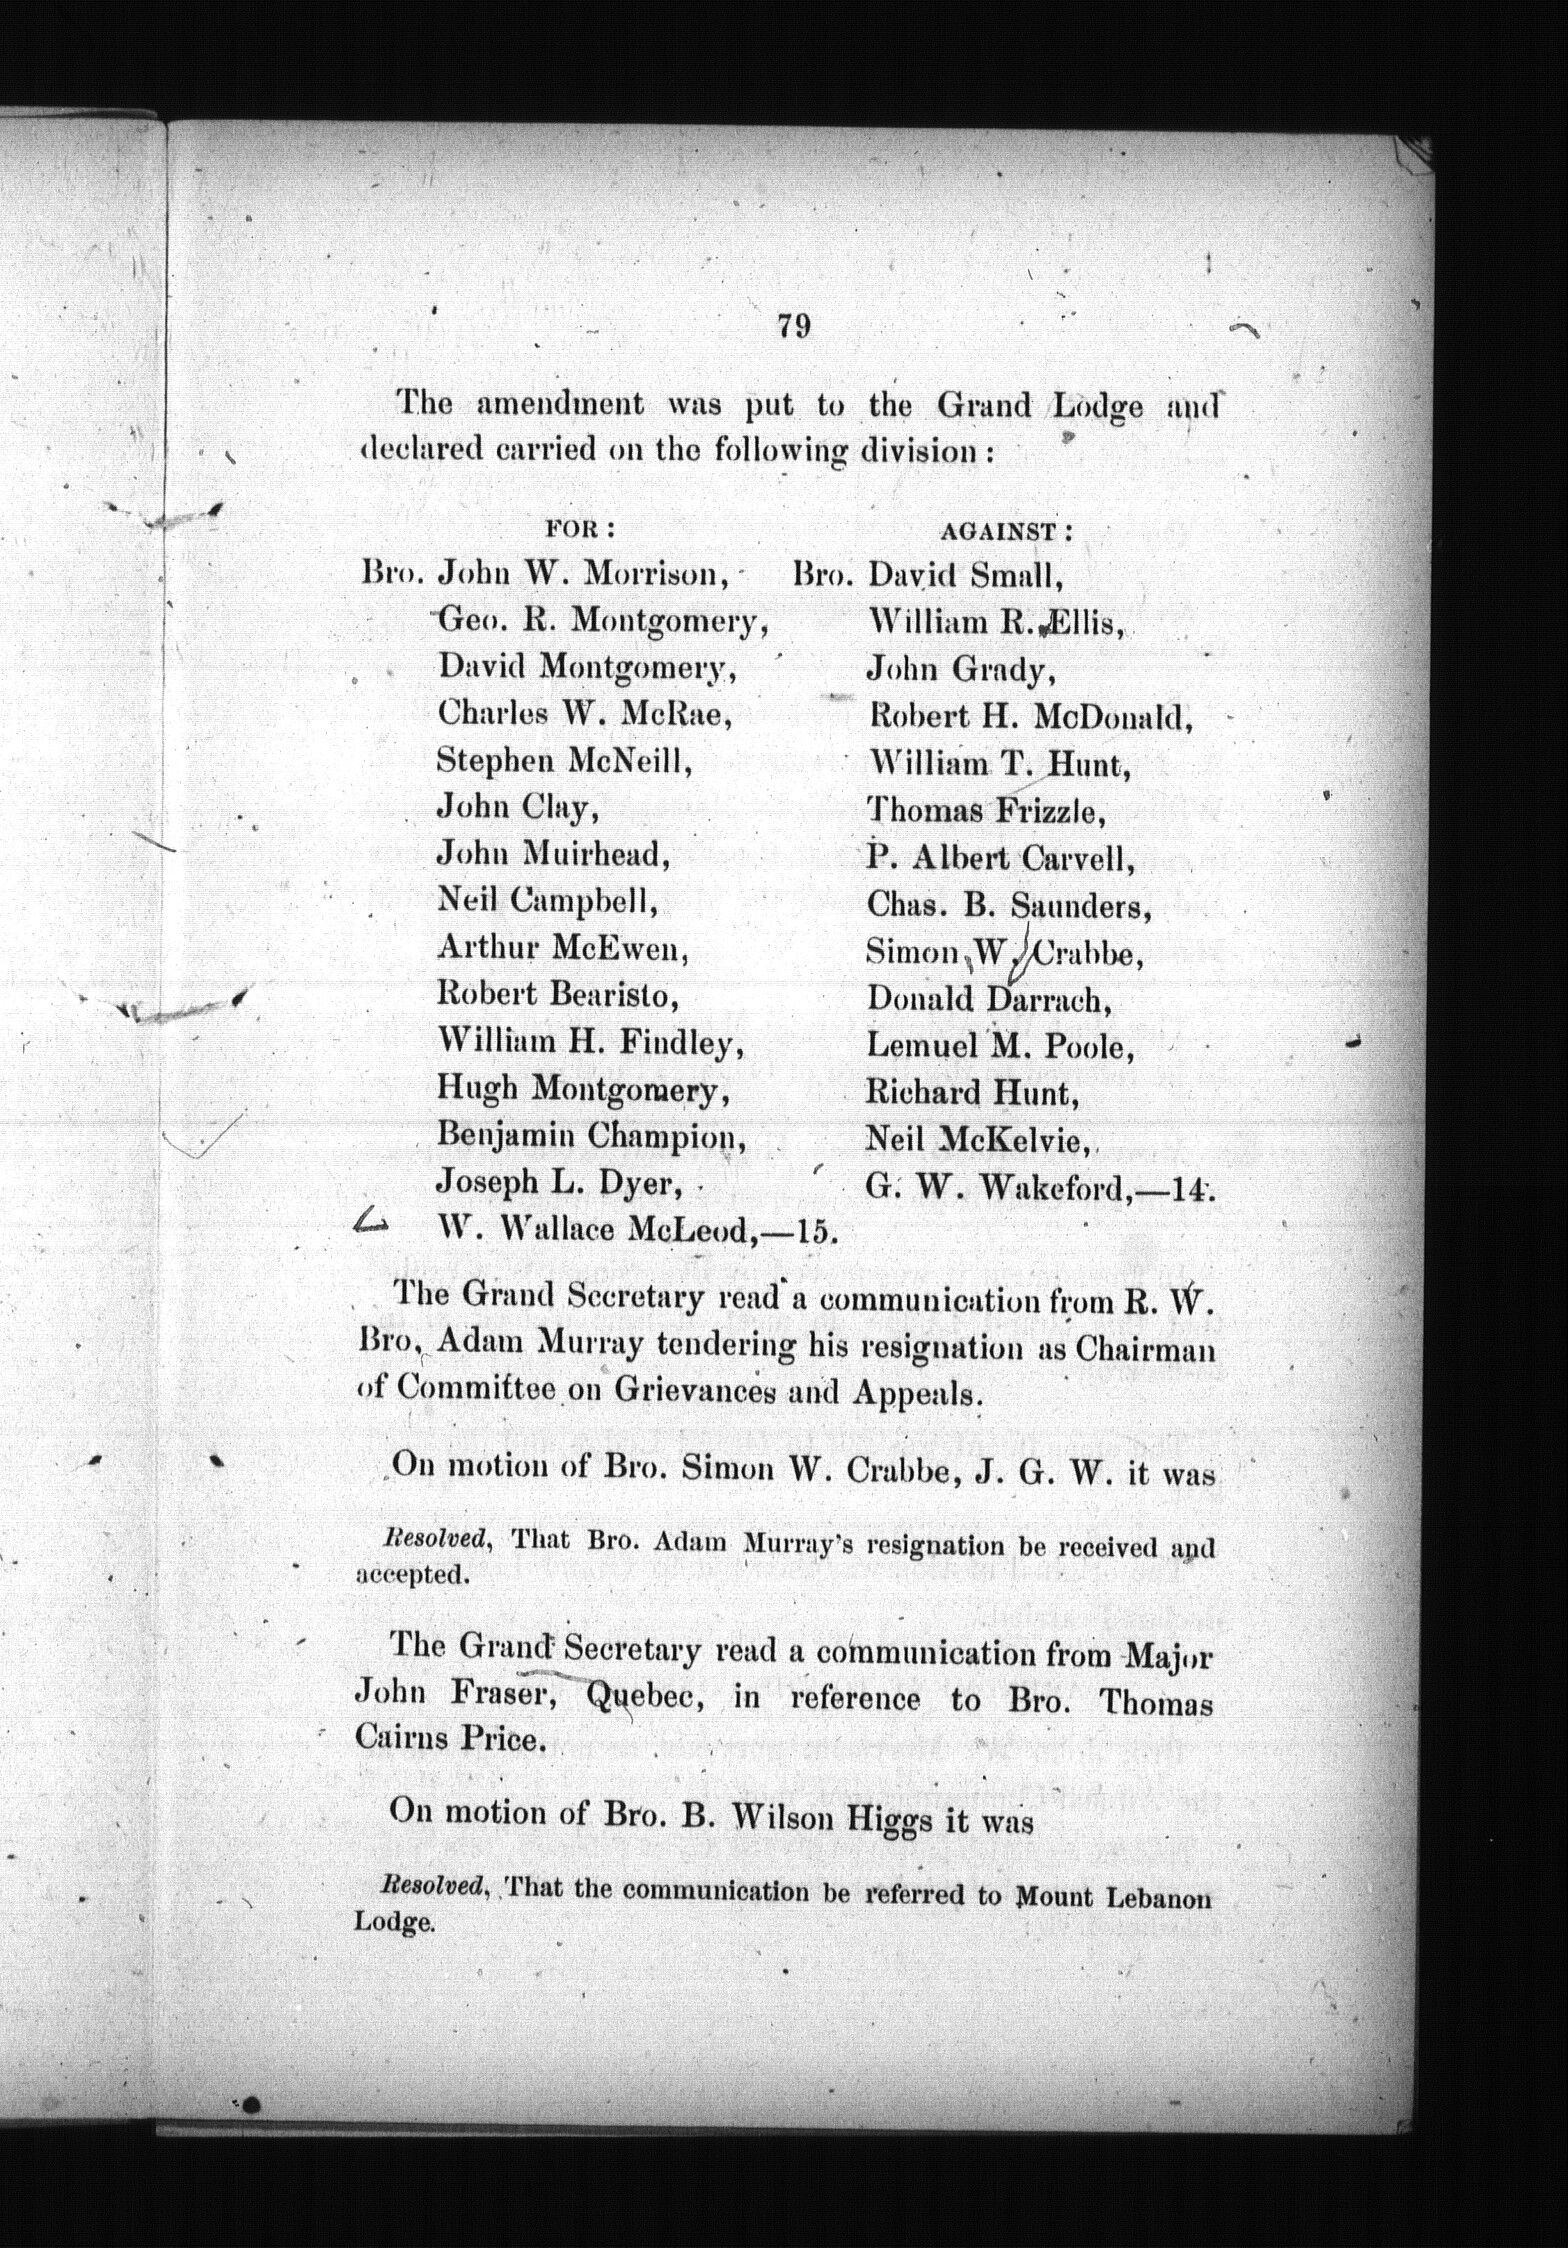 79
The amendment was put to the Grand Lodge and
declared carried on the following division :
FOR : AGAINST :
Bro. John W. Morrison, Bro. David Small,
Geo. R. Montgomery, William R. Ellis,
David Montgomery, John Grady,
Charles W. McRae, Robert H. McDonald,
Stephen McNeill, William T. Hunt,
John Clay, Thomas Frizzle,
John Muirhead, P. Albert Carvell,
Neil Campbell, Chas. B. Saunders,
Arthur McEwen, Simon W. Crabbe,
Robert Bearisto, Donald Darrach,
William H. Findley, Lemuel M. Poole,
Hugh Montgomery, Richard Hunt,
Benjamin Champion, Neil McKelvie,
Joseph L. Dyer, G. W. Wakeford,—14.
W. Wallace McLeod,—15.
The Grand Secretary read a communication from R. W.
Bro, Adam Murray tendering his resignation as Chairman
of Committee on Grievances and Appeals.
On motion of Bro. Simon W. Crabbe, J. G. W. it was
Resolved, That Bro. Adam Murray's resignation be received and
accepted.
The Grand Secretary read a communication from Major
John Fraser, Quebec, in reference to Bro. Thomas
Cairns Price.
On motion of Bro. B. Wilson Higgs it was
Resolved, That the communication be referred to Mount Lebanon
Lodge.